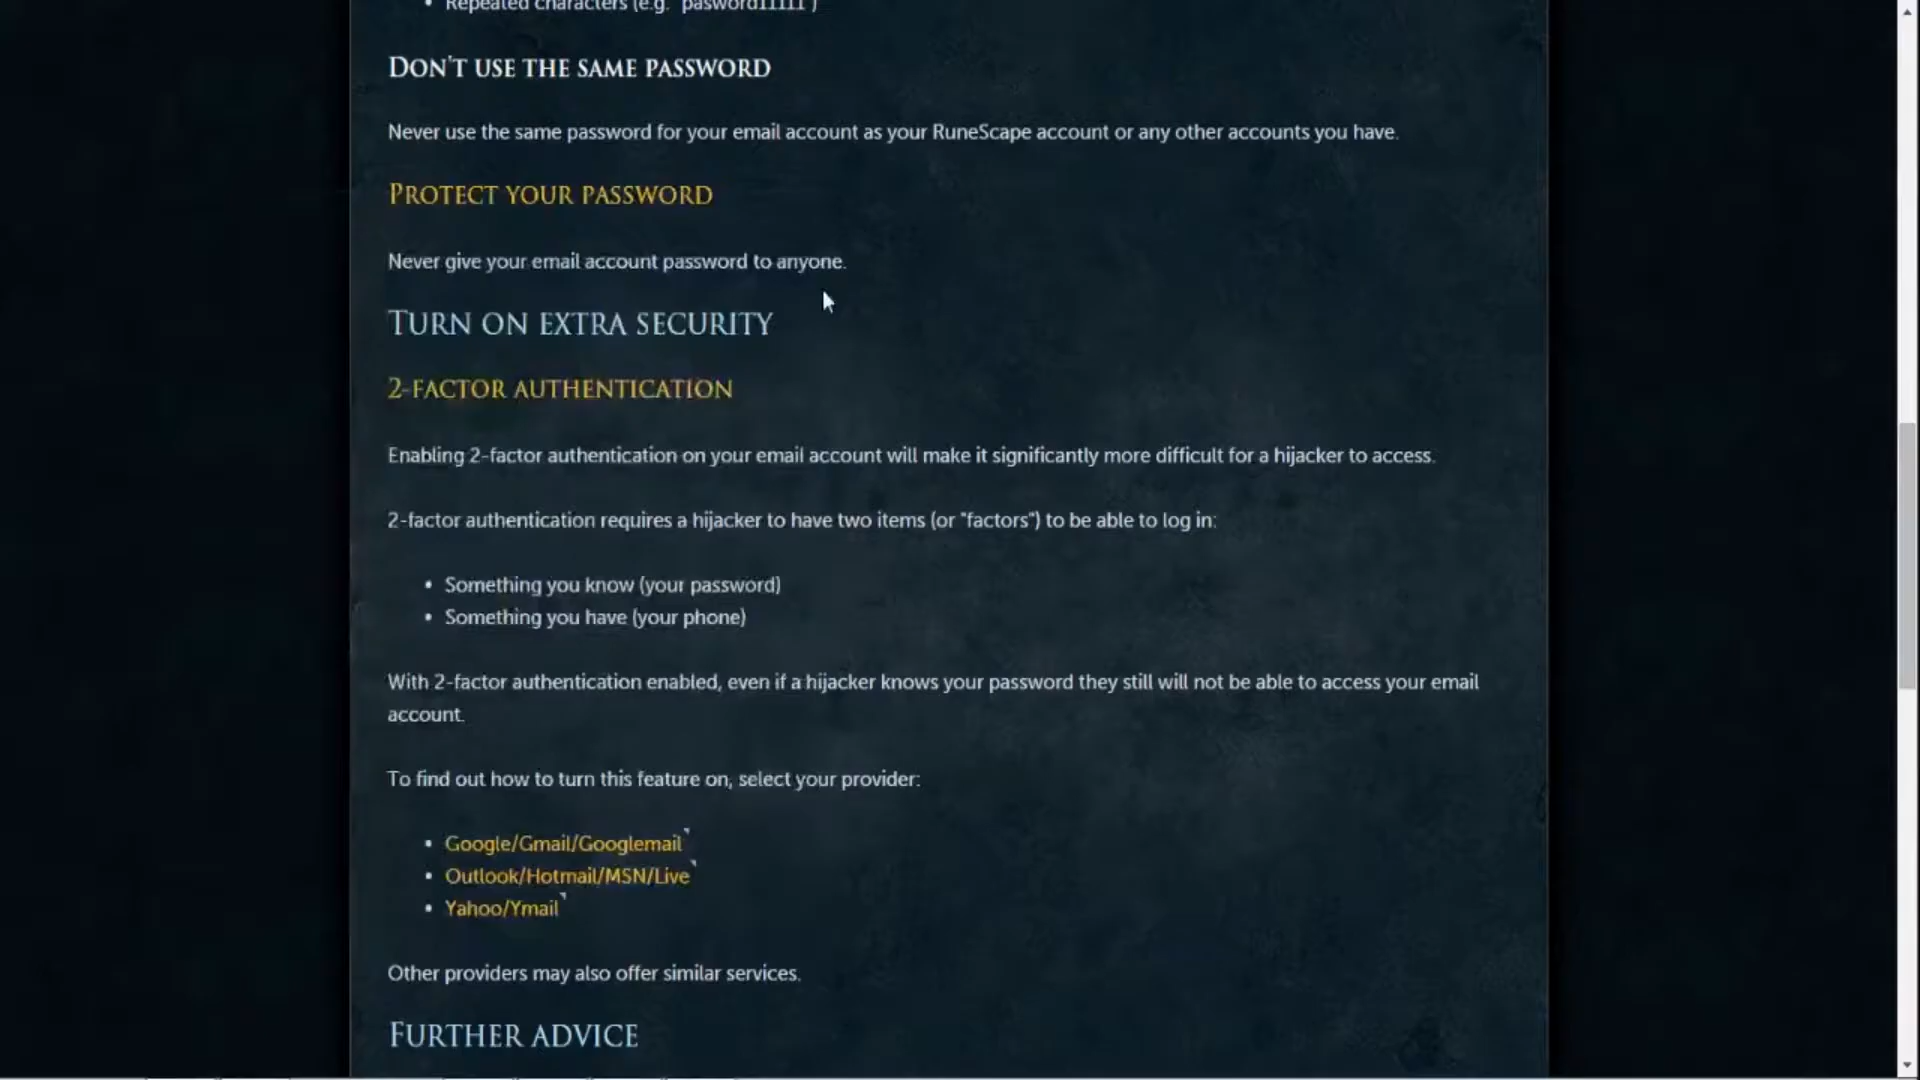 • Repeated characters (e.g. "pasword11111")
Don't use the same password
Never use the same password for your email account as your RuneScape account or any other accounts you have.
Protect your password
Never give your email account password to anyone.
Turn on extra security
2-factor authentication
Enabling 2-factor authentication on your email account will make it significantly more difficult for a hijacker to access.
2-factor authentication requires a hijacker to have two items (or "factors") to be able to log in:
• Something you know (your password)
• Something you have (your phone)
With 2-factor authentication enabled, even if a hijacker knows your password they still will not be able to access your email
account.
To find out how to turn this feature on, select your provider:
• Google/Gmail/Googlemail
• Outlook/Hotmail/MSN/Live
• Yahoo/Ymail
Other providers may also offer similar services.
Further advice